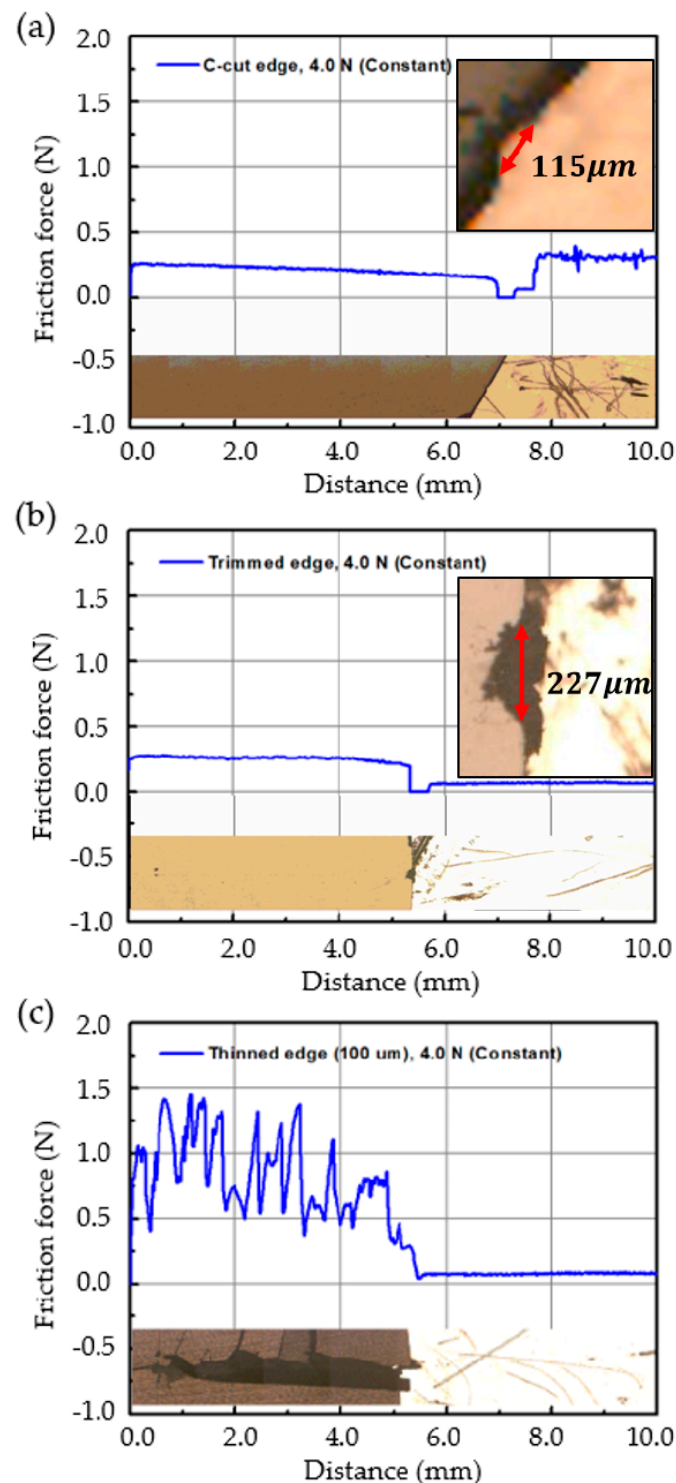 (a)
2.0
C-cut edge, 4.0 N (Constant)
1.5
115μm
1.0
0.5
0.0
-0.5
-1.0
Friction force (N)
0.0 2.0 4.0 6.0 8.0 10.0
Distance (mm)
(b)
2.0
Trimmed edge, 4.0 N (Constant)
1.5
1.0
227μm
0.5
0.0
-0.5
-1.0
Friction force (N)
0.0 2.0 4.0 6.0 8.0 10.0
Distance (mm)
(c)
2.0
Thinned edge (100 um), 4.0 N (Constant)
1.5
1.0
0.5
0.0
-0.5
-1.0
Friction force (N)
0.0 2.0 4.0 6.0 8.0 10.0
Distance (mm)